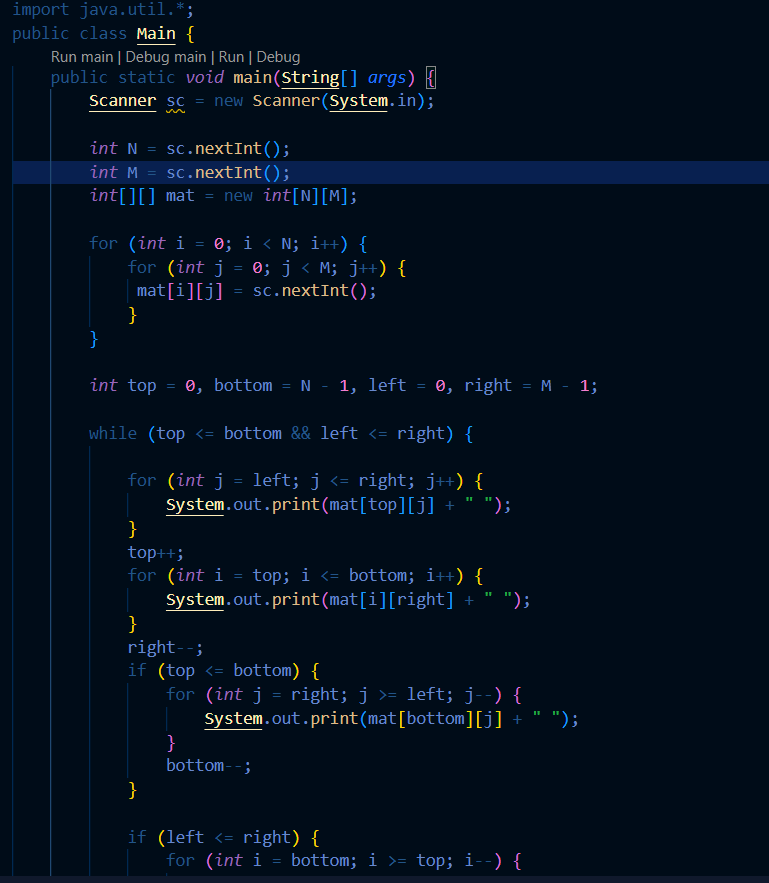 import java.util.*;
public class Main {
Run main | Debug main | Run | Debug
public static void main(String[] args) {
Scanner sc = new Scanner(System.in);
int N = sc.nextInt();
int M = sc.nextInt();
int[][] mat = new int[N][M];
for (int i = 0; i < N; i++) {
for (int j = 0; j < M; j++) {
mat[i][j] = sc.nextInt();
}
}
int top = 0, bottom = N - 1, left = 0, right = M - 1;
while (top <= bottom && left <= right) {
for (int j = left; j <= right; j++) {
System.out.print(mat[top][j] + " ");
}
top++;
for (int i = top; i <= bottom; i++) {
System.out.print(mat[i][right] + " ");
}
right--;
if (top <= bottom) {
for (int j = right; j >= left; j--) {
System.out.print(mat[bottom][j] + " ");
}
bottom--;
}
if (left <= right) {
for (int i = bottom; i >= top; i--) {